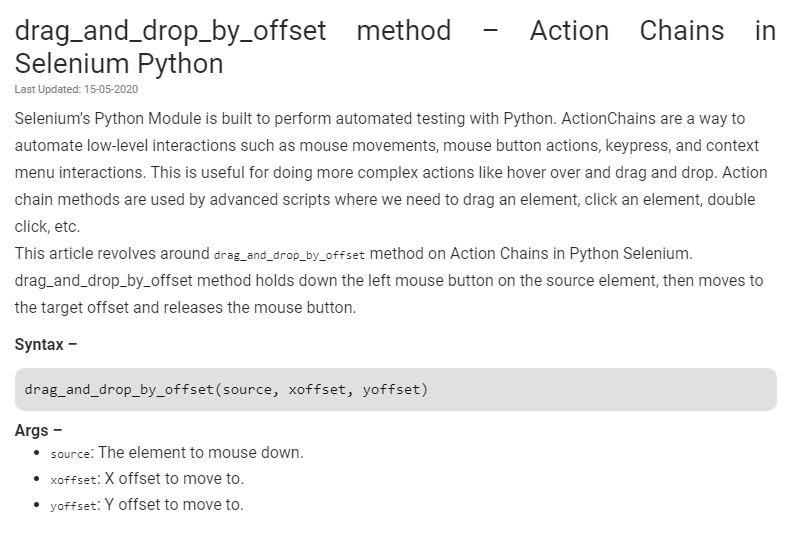 drag_and_drop_by_offset method – Action Chains in
Selenium Python
Last Updated: 15-05-2020
Selenium’s Python Module is built to perform automated testing with Python. ActionChains are a way to
automate low-level interactions such as mouse movements, mouse button actions, keypress, and context
menu interactions. This is useful for doing more complex actions like hover over and drag and drop. Action
chain methods are used by advanced scripts where we need to drag an element, click an element, double
click, etc.
This article revolves around drag_and_drop_by_offset method on Action Chains in Python Selenium.
drag_and_drop_by_offset method holds down the left mouse button on the source element, then moves to
the target offset and releases the mouse button.
Syntax –
drag_and_drop_by_offset(source, xoffset, yoffset)
Args –
• source: The element to mouse down.
• xoffset: X offset to move to.
• yoffset: Y offset to move to.